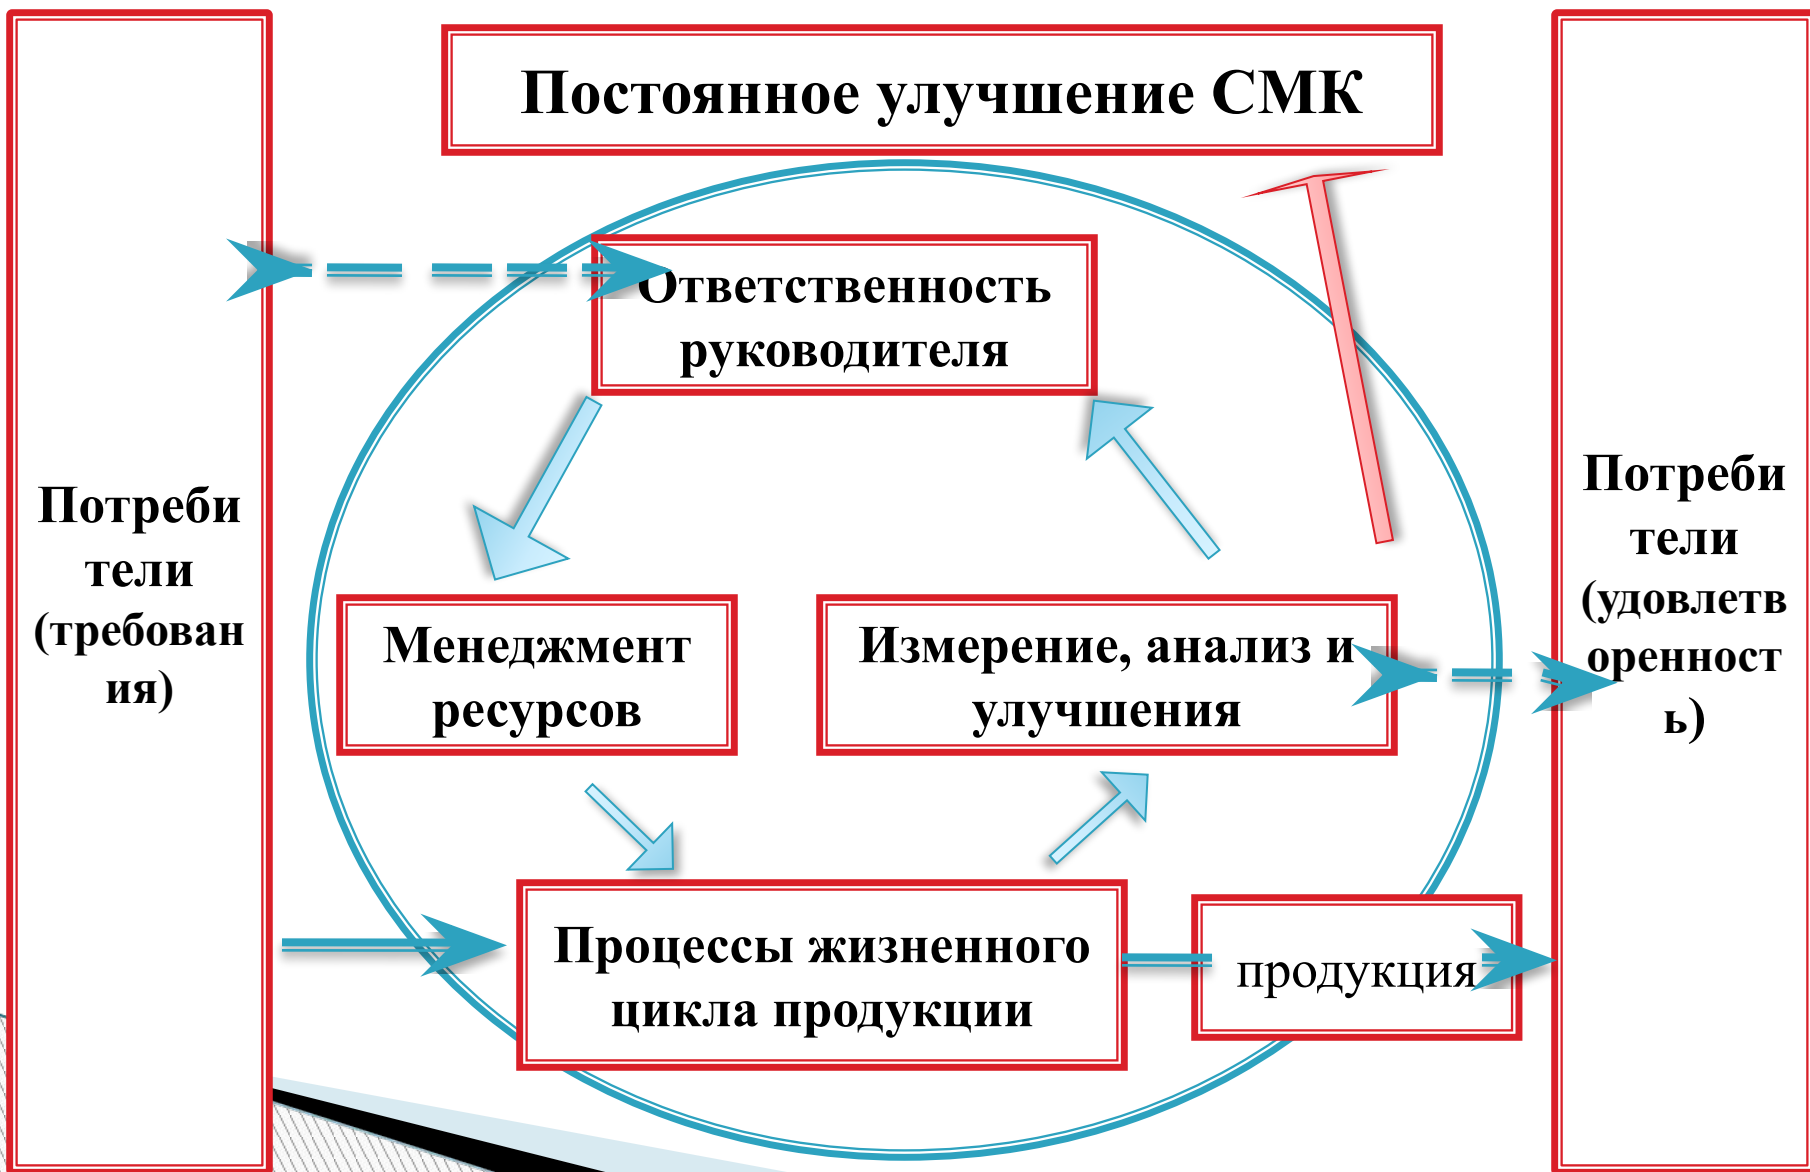 Постоянное улучшение СМК
Потреби
тели
(требован
ия)
Ответственность
руководителя
Менеджмент
ресурсов
Измерение, анализ и
улучшения
Процессы жизненного
цикла продукции
продукция
Потреби
тели
(удовлетв
оренност
ь)